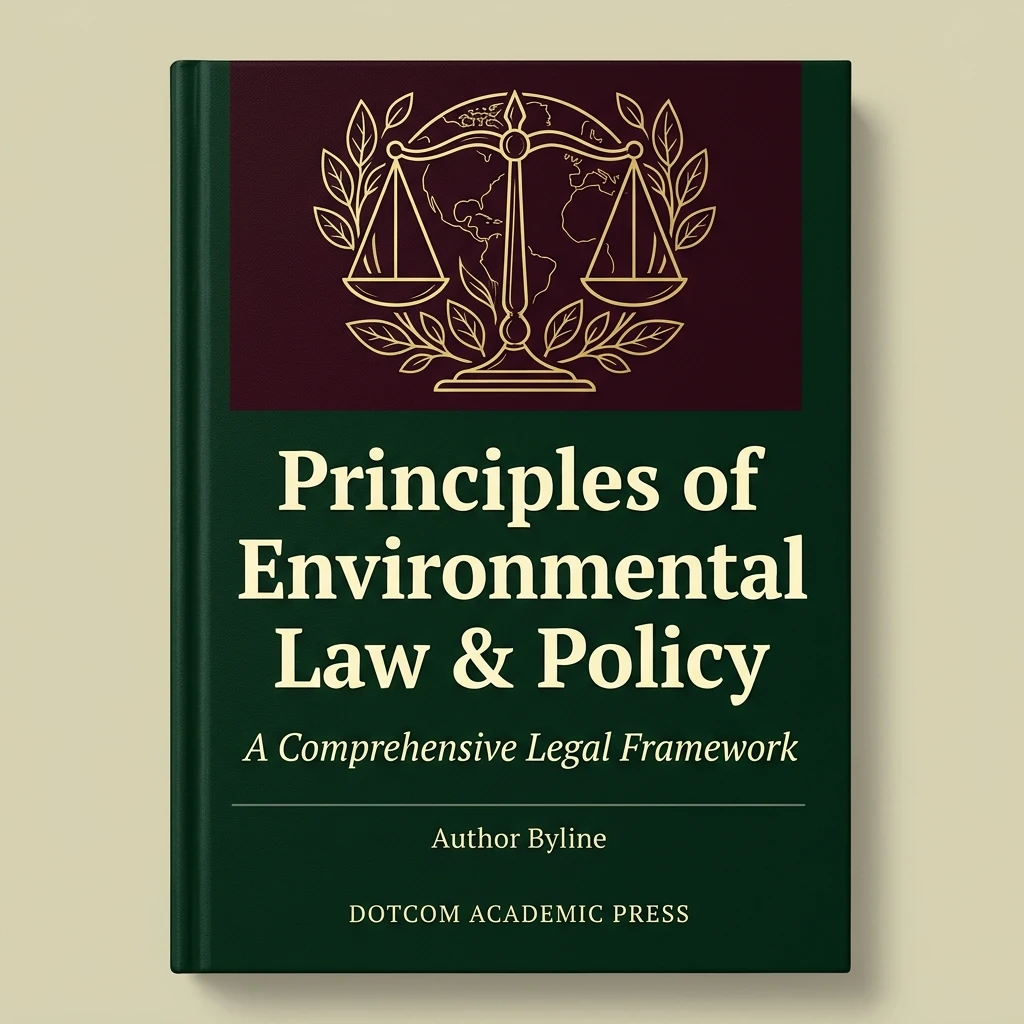 Principles of
Environmental
Law & Policy
A Comprehensive Legal Framework
Author Byline
DOTCOM ACADEMIC PRESS